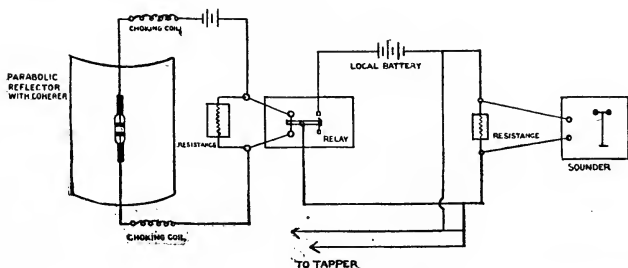 CHOKING COIL
PARABOLIC
REFLECTOR
WITH COHERER
RESISTANCE
RELAY
LOCAL BATTERY
RESISTANCE
SOUNDER
CHOKING COIL
TO TAPPER